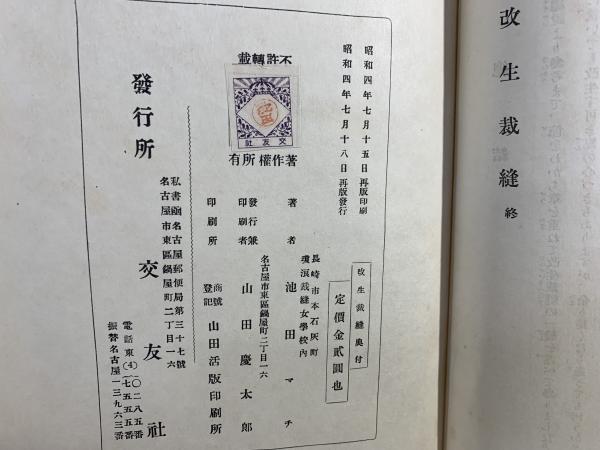 改生裁縫 終
改生裁縫奥付
定價金貳圓也
昭和四年七月十五日再版印刷
昭和四年七月十八日再版發行
不許轉載
交友社
著作權所有
長崎市本石灰町
瓊浦裁縫女學校内
著者 池田マチ
名古屋市東區鍋屋町二丁目一六
發行兼印刷者 山田慶太郎
印刷所 商號登記 山田活版印刷所
發行所
私書凾名古屋郵便局第三十七號
名古屋市東區鍋屋町二丁目一六
交友社
電話東(4)
振替名古屋一三九六三番